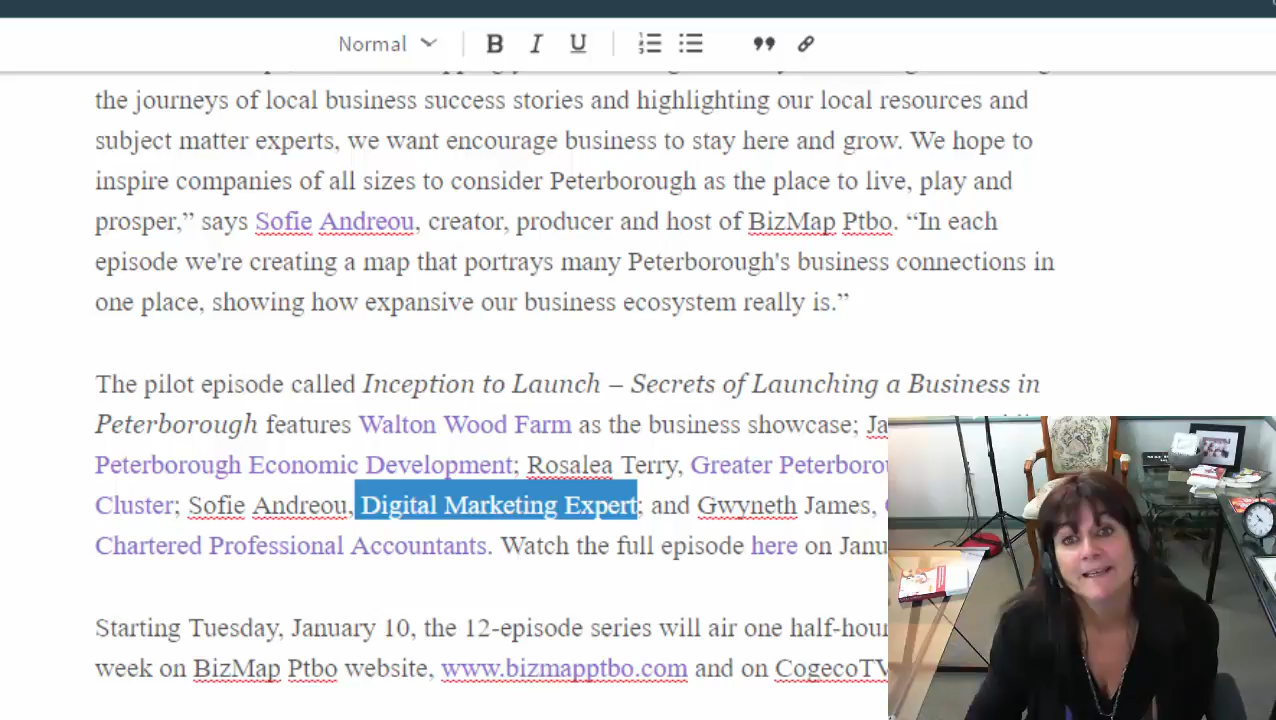 Normal
the journeys of local business success stories and highlighting our local resources and
subject matter experts, we want encourage business to stay here and grow. We hope to
inspire companies of all sizes to consider Peterborough as the place to live, play and
prosper,” says Sofie Andreou, creator, producer and host of BizMap Ptbo. “In each
episode we're creating a map that portrays many Peterborough's business connections in
one place, showing how expansive our business ecosystem really is.”
The pilot episode called Inception to Launch – Secrets of Launching a Business in
Peterborough features Walton Wood Farm as the business showcase;
Peterborough Economic Development; Rosalea Terry, Greater
Cluster; Sofie Andreou, Digital Marketing Expert; and Gwyneth James,
Chartered Professional Accountants. Watch the full episode here on
Starting Tuesday, January 10, the 12-episode series will air one half-hour
week on BizMap Ptbo website, www.bizmapptbo.com and on CogecoTV